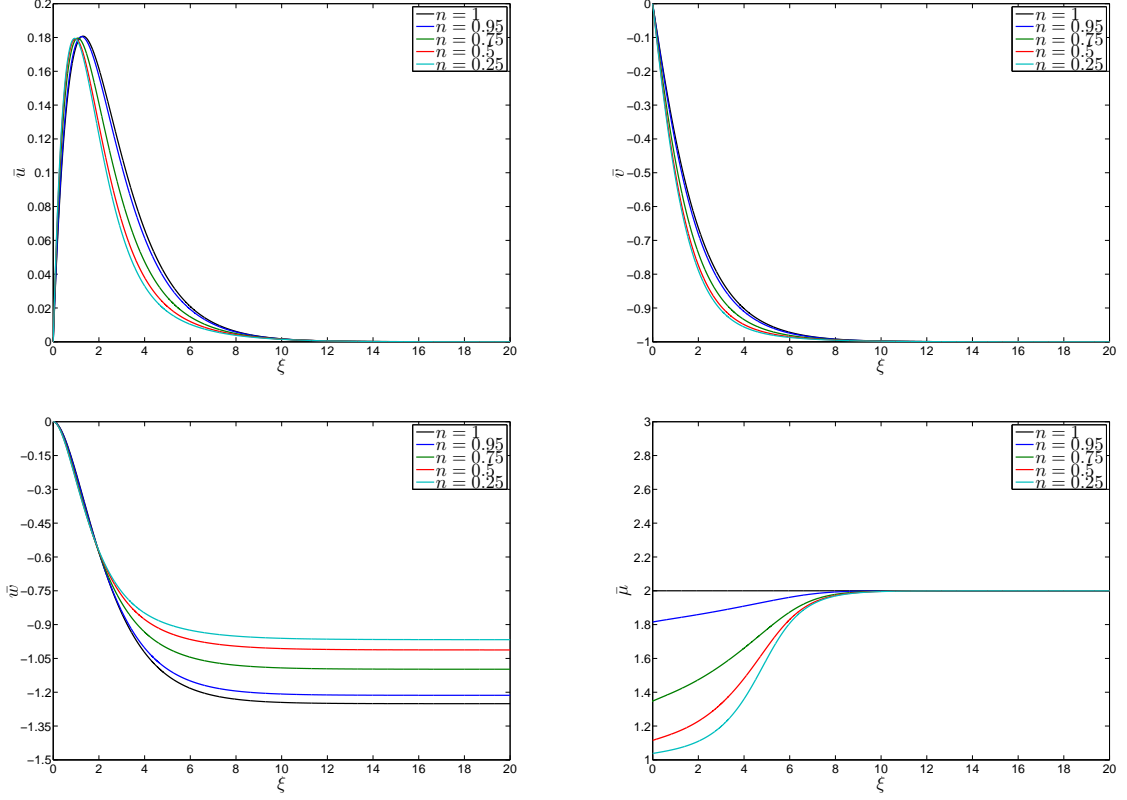 0.2
0.18
0.16
0.14
0.12
0.1
0.08
0.06
0.04
0.02
0
ū
0 2 4 6 8 10 12 14 16 18 20
ξ
n = 1
n = 0.95
n = 0.75
n = 0.5
n = 0.25
0
−0.1
−0.2
−0.3
−0.4
−0.5
−0.6
−0.7
−0.8
−0.9
−1
v̄
0 2 4 6 8 10 12 14 16 18 20
ξ
n = 1
n = 0.95
n = 0.75
n = 0.5
n = 0.25
0
−0.15
−0.3
−0.45
−0.6
−0.75
−0.9
−1.05
−1.2
−1.35
−1.5
w̄
0 2 4 6 8 10 12 14 16 18 20
ξ
n = 1
n = 0.95
n = 0.75
n = 0.5
n = 0.25
3
2.8
2.6
2.4
2.2
2
1.8
1.6
1.4
1.2
1
μ̄
0 2 4 6 8 10 12 14 16 18 20
ξ
n = 1
n = 0.95
n = 0.75
n = 0.5
n = 0.25